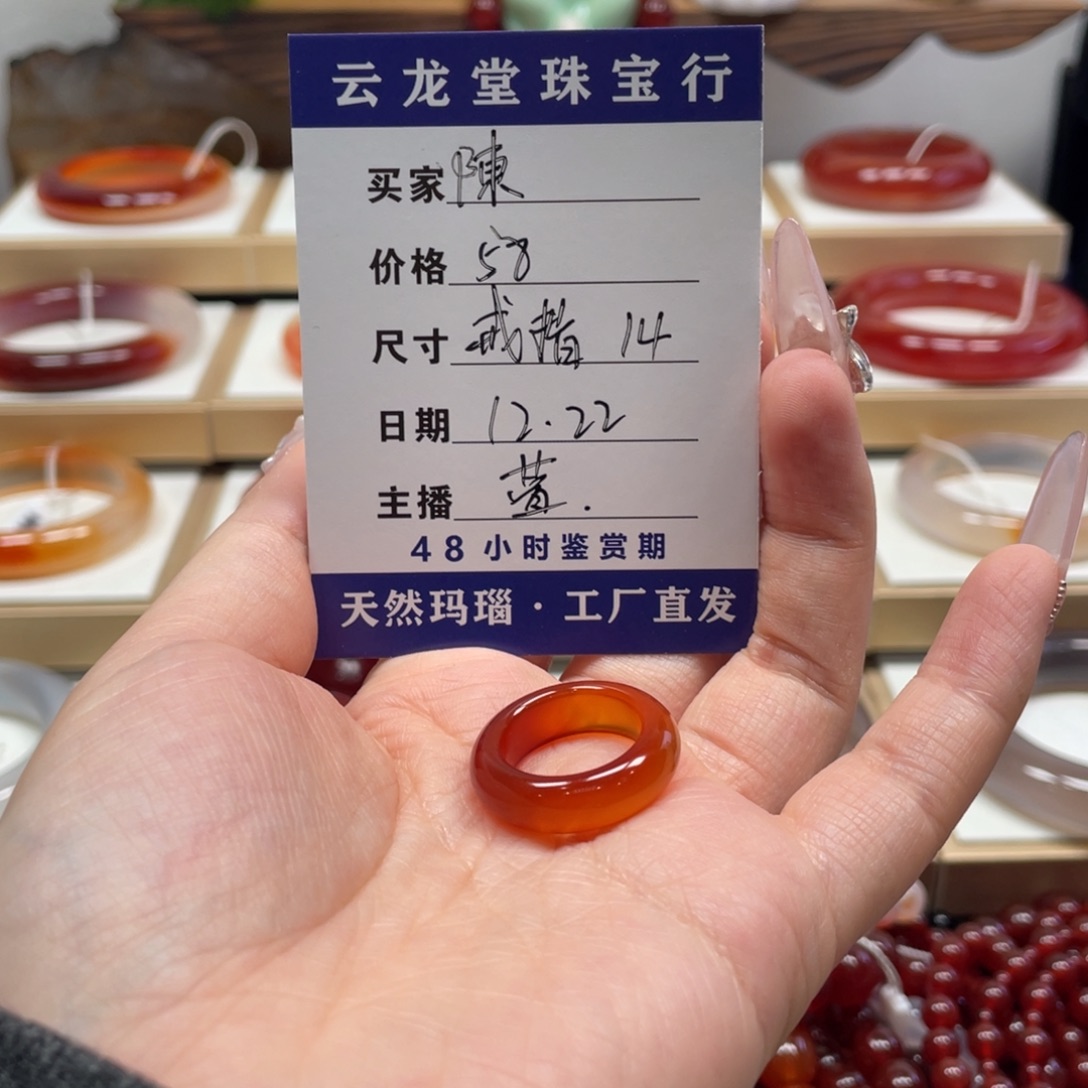 云龙堂珠宝行
买家 陳
价格 58
尺寸 戒指 14
日期 12.22
主播 萱.
48小时鉴赏期
天然玛瑙·工厂直发